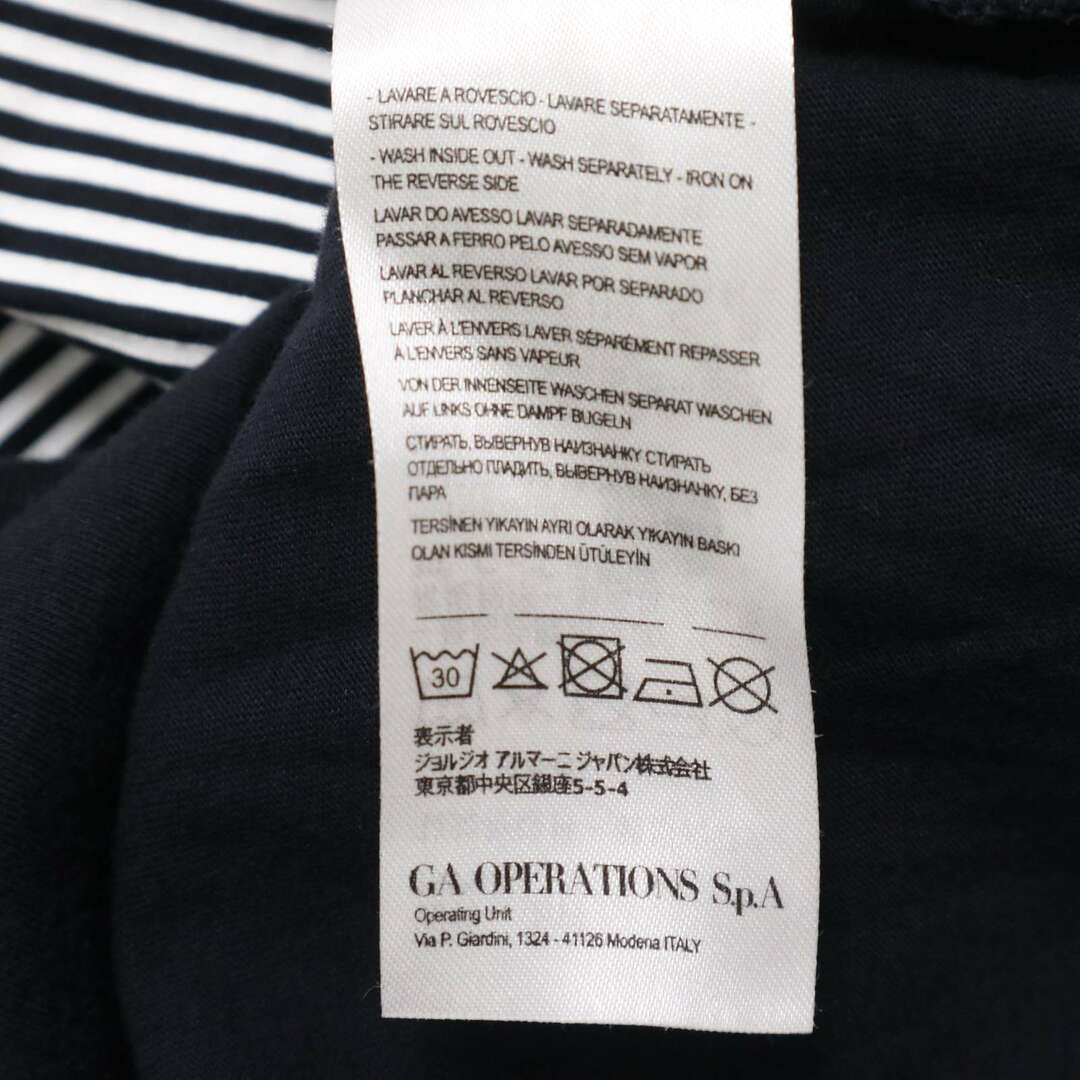 - LAVARE A ROVESCIO - LAVARE SEPARATAMENTE -
STIRARE SUL ROVESCIO
- WASH INSIDE OUT - WASH SEPARATELY - IRON ON
THE REVERSE SIDE
LAVAR DO AVESSO LAVAR SEPARADAMENTE
PASSAR A FERRO PELO AVESSO SEM VAPOR
LAVAR AL REVERSO LAVAR POR SEPARADO
PLANCHAR AL REVERSO
LAVER À L'ENVERS LAVER SÉPARÉMENT REPASSER
À L'ENVERS SANS VAPEUR
VON DER INNENSEITE WASCHEN SEPARAT WASCHEN
AUF LINKS OHNE DAMPF BUGELN
СТИРАТЬ, ВЫВЕРНУВ НАИЗНАНКУ СТИРАТЬ
ОТДЕЛЬНО ГЛАДИТЬ, ВЫВЕРНУВ НАИЗНАНКУ, БЕЗ
ПАРА
TERSİNEN YIKAYIN AYRI OLARAK YIKAYIN BASKI
OLAN KISMI TERSİNDEN ÜTÜLEYİN
30
表示者
ジョルジオ アルマーニ ジャパン株式会社
東京都中央区銀座5-5-4
GA OPERATIONS S.p.A
Operating Unit
Via P. Giardini, 1324 - 41126 Modena ITALY